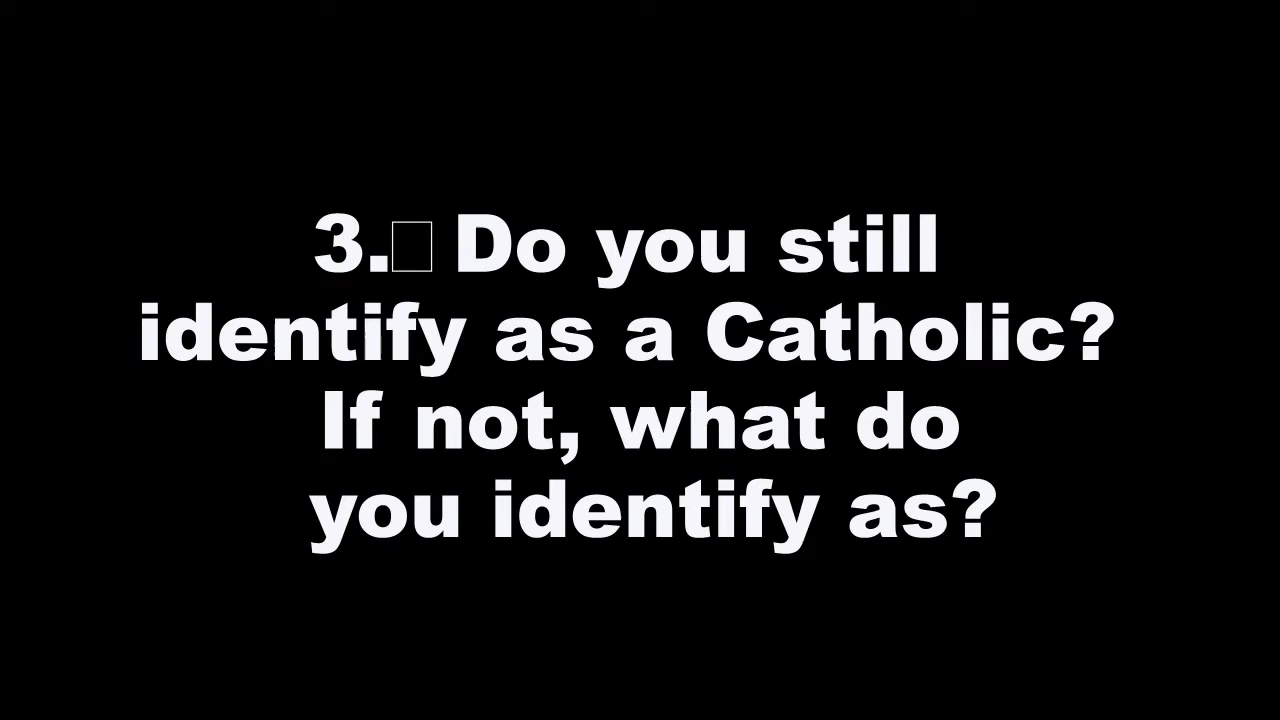 3.□ Do you still
identify as a Catholic?
If not, what do
you identify as?